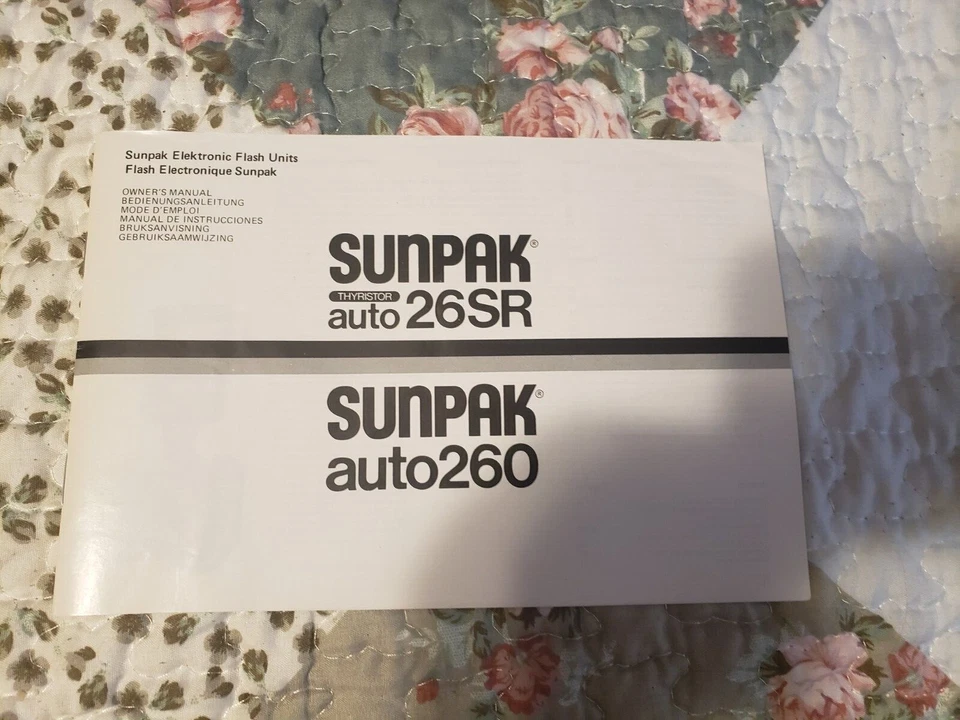 Sunpak Elektronic Flash Units
Flash Electronique Sunpak
OWNER'S MANUAL
BEDIENUNGSANLEITUNG
MODE D'EMPLOI
MANUAL DE INSTRUCCIONES
BRUKSANVISNING
GEBRUIKSAAMWIJZING
SUNPAK®
THYRISTOR
auto 26SR
SUNPAK®
auto260